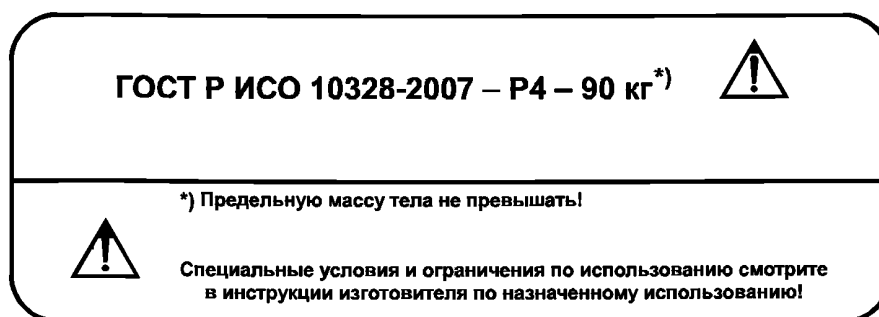 ГОСТ Р ИСО 10328-2007 – Р4 – 90 кг*)
*) Предельную массу тела не превышать!
Специальные условия и ограничения по использованию смотрите
в инструкции изготовителя по назначенному использованию!